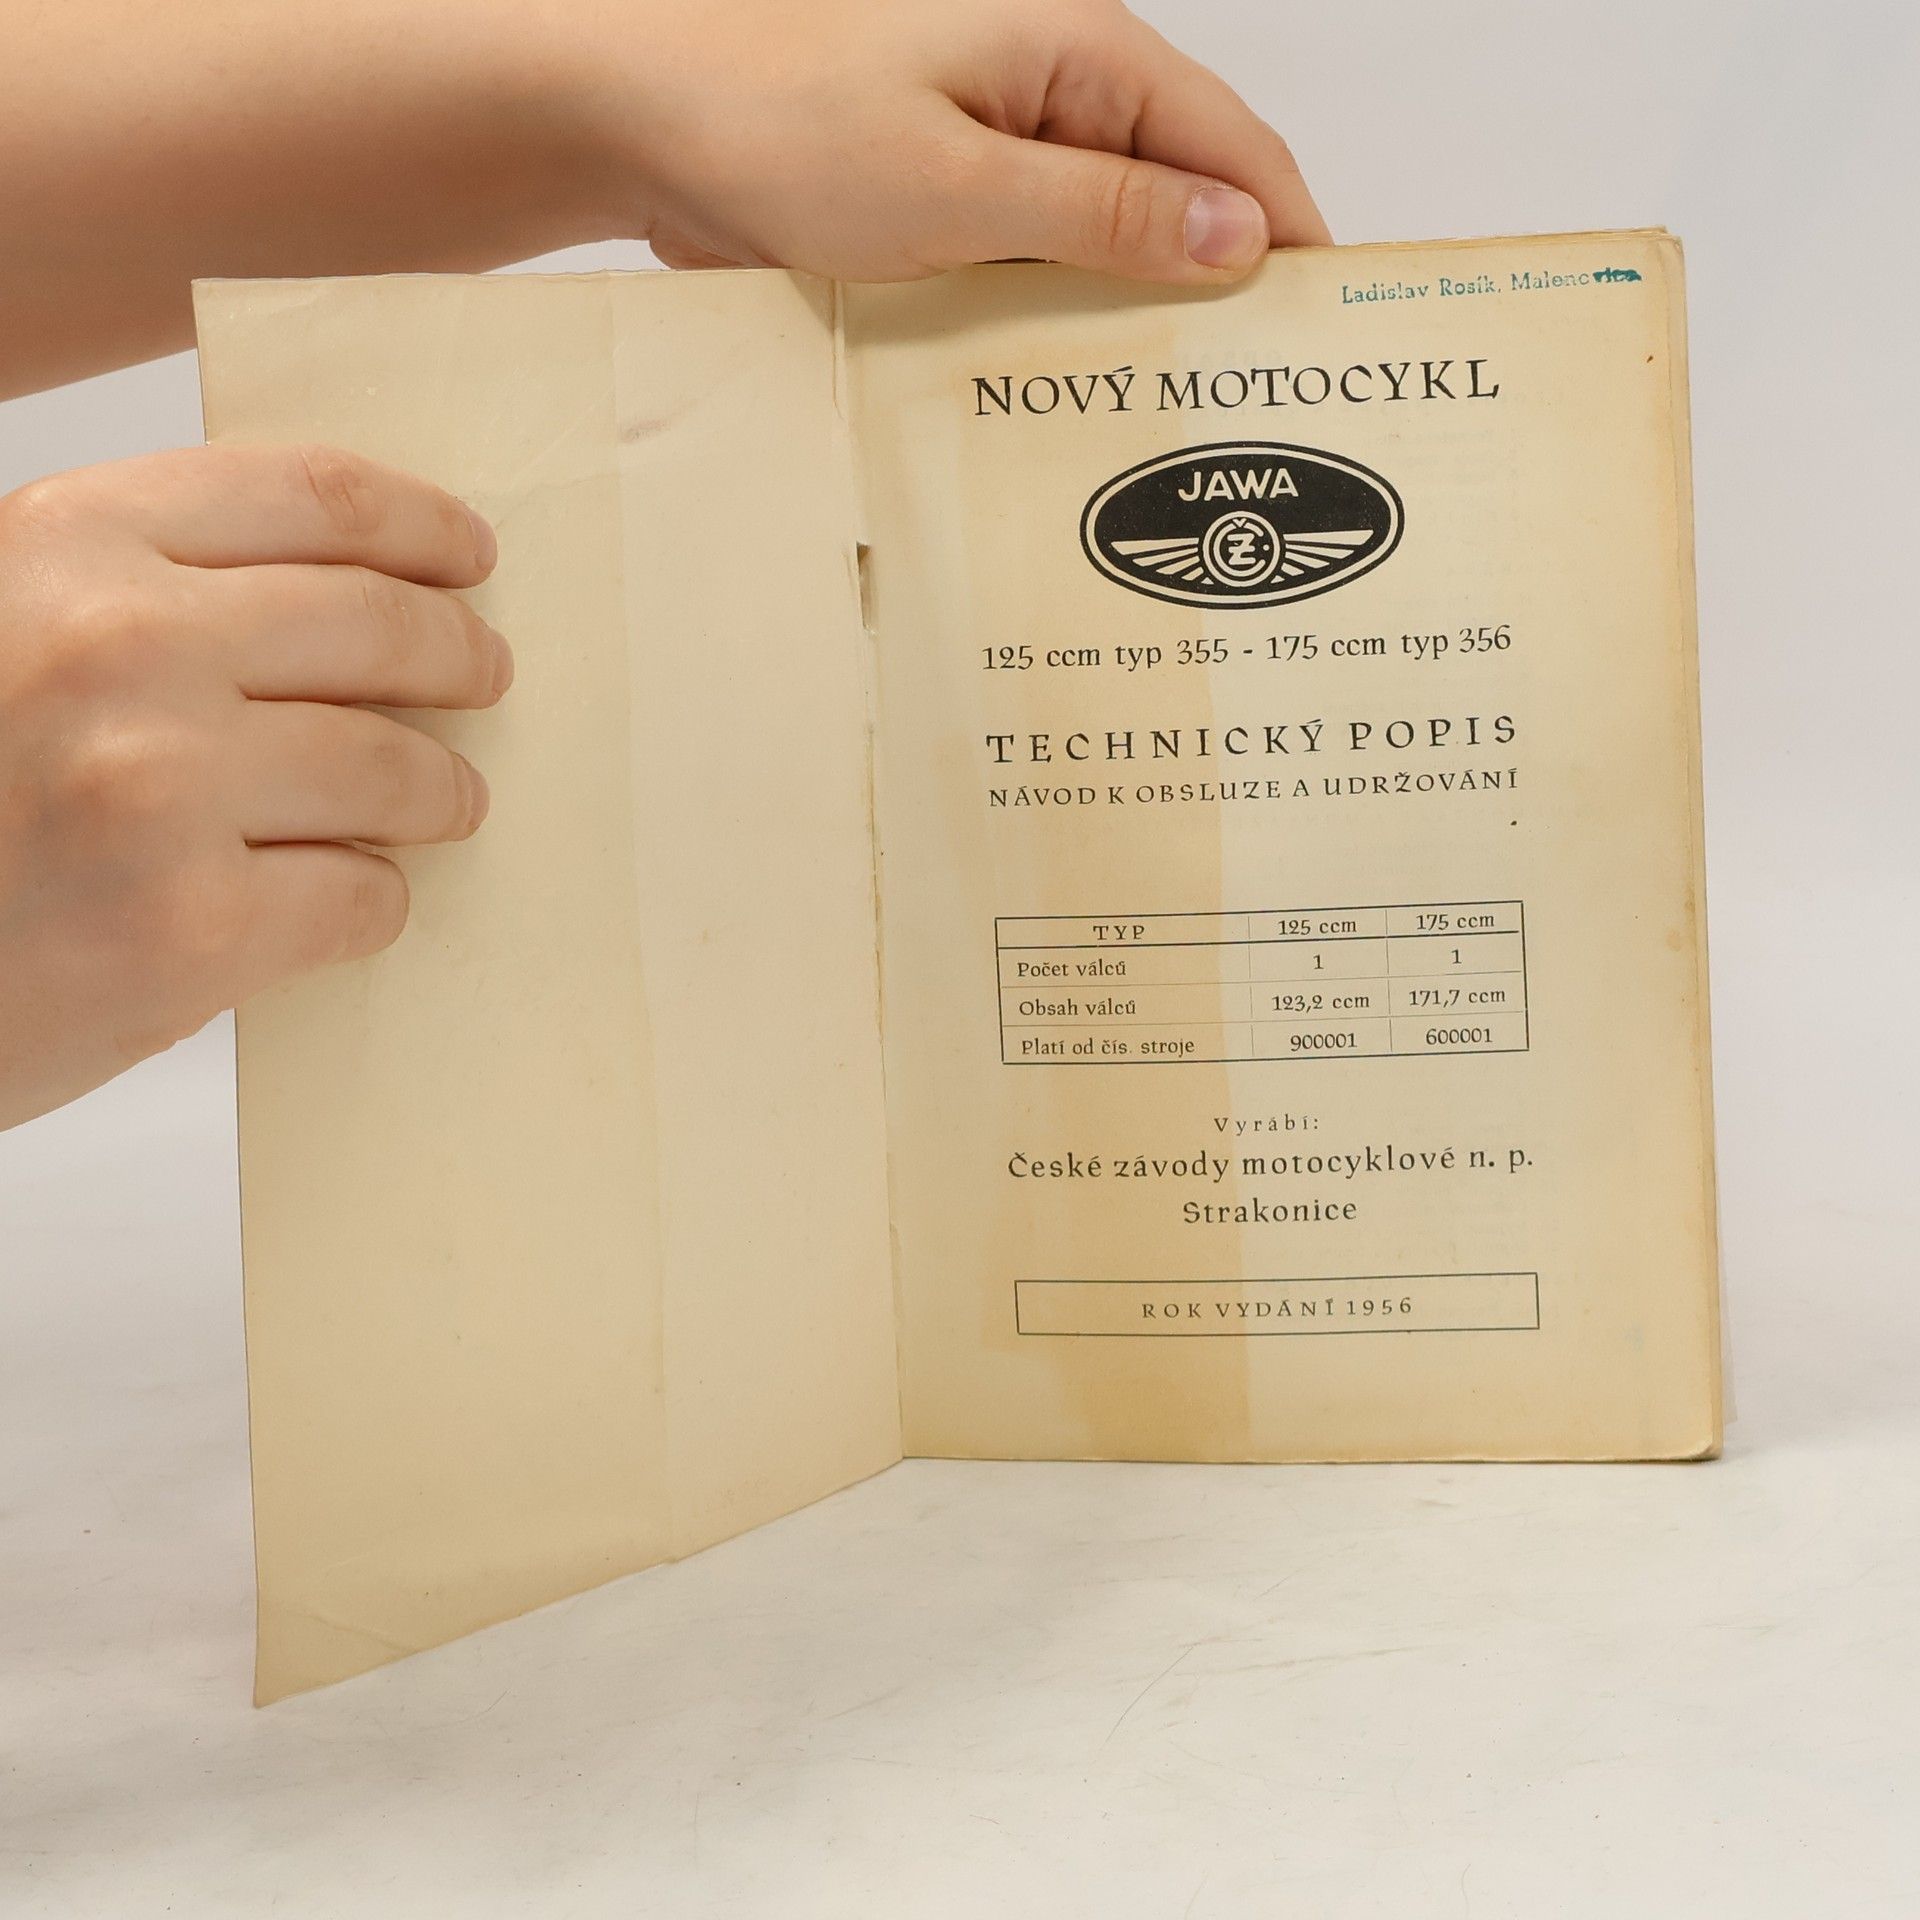 Ladislav Rosík, Malenovice
NOVÝ MOTOCYKL
JAWA
ČZ
125 ccm typ 355 - 175 ccm typ 356
TECHNICKÝ POPIS
NÁVOD K OBSLUZE A UDRŽOVÁNÍ
TYP 125 ccm 175 ccm
Počet válců 1 1
Obsah válců 123,2 ccm 171,7 ccm
Platí od čís. stroje 900001 600001
Vyrábí:
České závody motocyklové n. p.
Strakonice
ROK VYDÁNÍ 1956